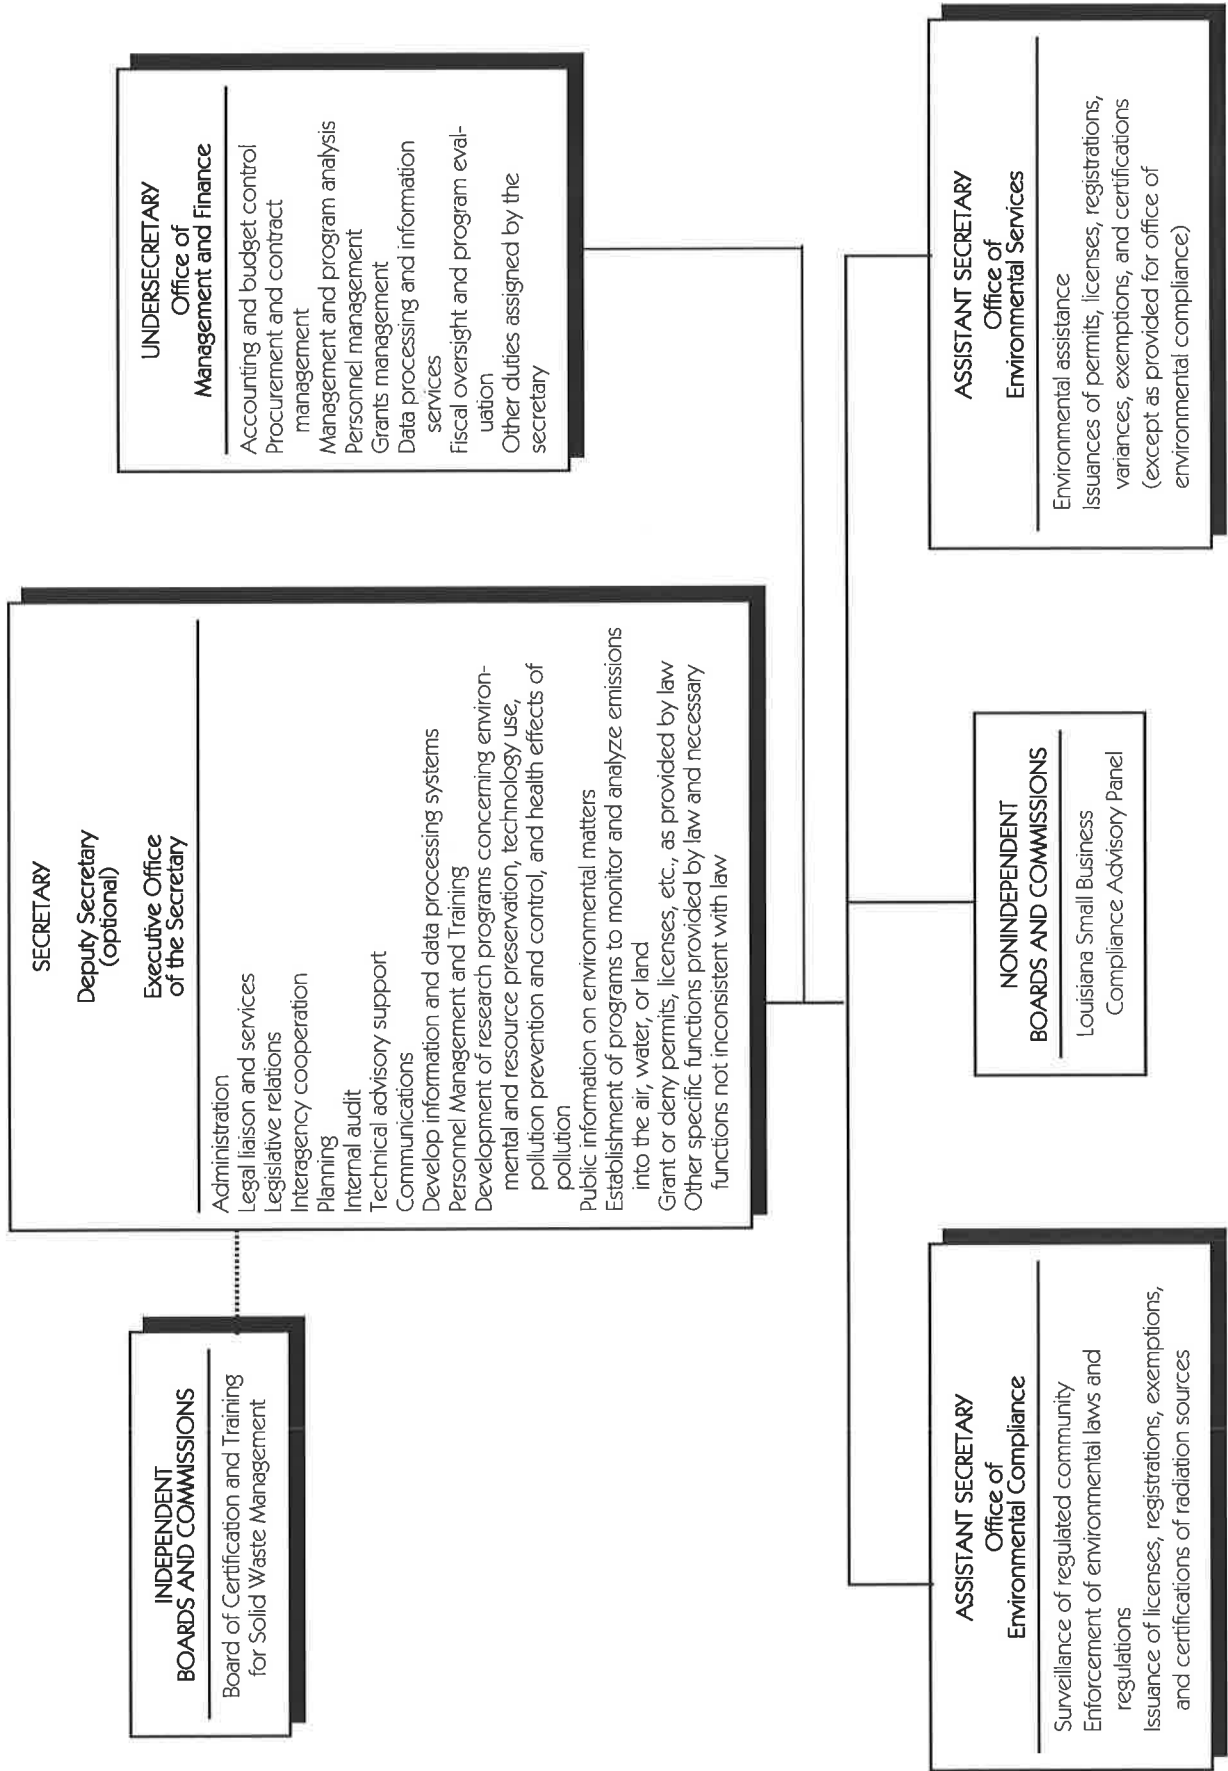 SECRETARY
Deputy Secretary
(optional)
Executive Office
of the Secretary
Administration
Legal liaison and services
Legislative relations
Interagency cooperation
Planning
Internal audit
Technical advisory support
Communications
Develop information and data processing systems
Personnel Management and Training
Development of research programs concerning environ-
mental and resource preservation, technology use,
pollution prevention and control, and health effects of
pollution
Public information on environmental matters
Establishment of programs to monitor and analyze emissions
into the air, water, or land
Grant or deny permits, licenses, etc., as provided by law
Other specific functions provided by law and necessary
functions not inconsistent with law
INDEPENDENT
BOARDS AND COMMISSIONS
Board of Certification and Training
for Solid Waste Management
UNDERSECRETARY
Office of
Management and Finance
Accounting and budget control
Procurement and contract
management
Management and program analysis
Personnel management
Grants management
Data processing and information
services
Fiscal oversight and program eval-
uation
Other duties assigned by the
secretary
ASSISTANT SECRETARY
Office of
Environmental Compliance
Surveillance of regulated community
Enforcement of environmental laws and
regulations
Issuance of licenses, registrations, exemptions,
and certifications of radiation sources
NONINDEPENDENT
BOARDS AND COMMISSIONS
Louisiana Small Business
Compliance Advisory Panel
ASSISTANT SECRETARY
Office of
Environmental Services
Environmental assistance
Issuances of permits, licenses, registrations,
variances, exemptions, and certifications
(except as provided for office of
environmental compliance)